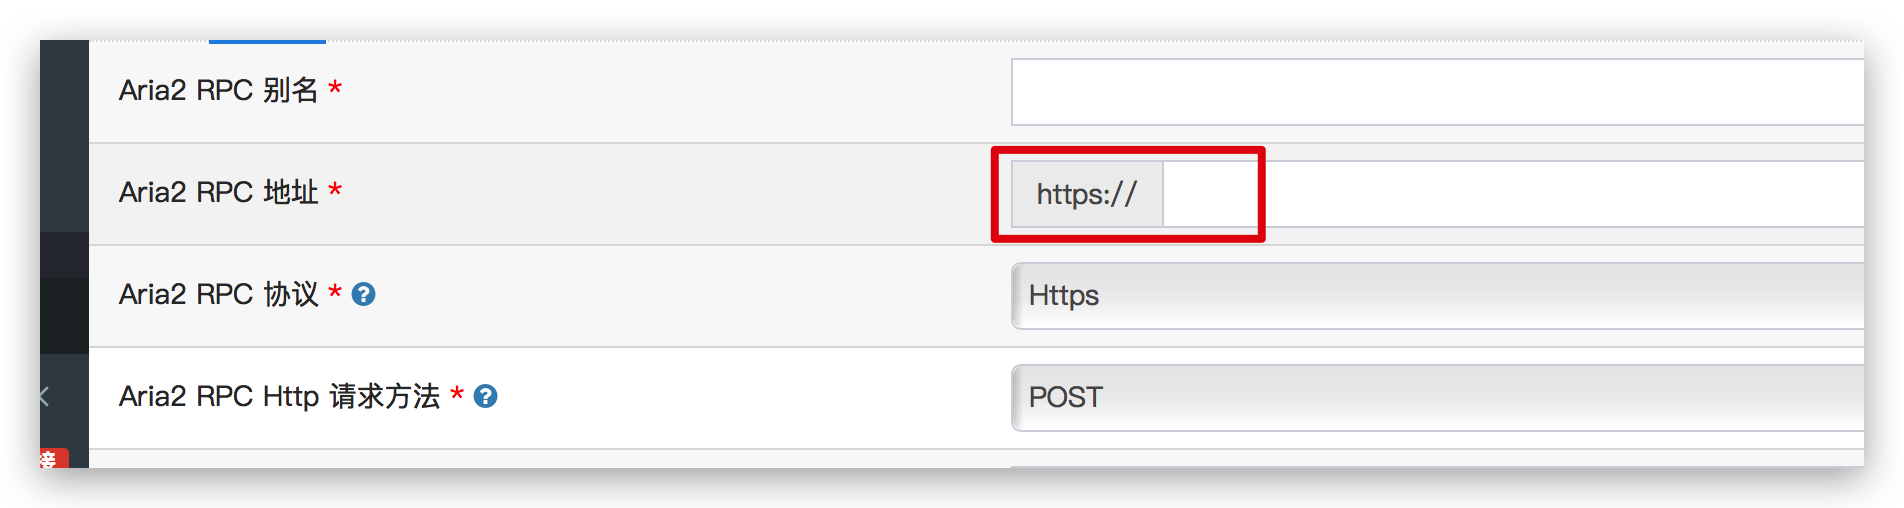 Aria2 RPC 别名 *
Aria2 RPC 地址 *
https://
Aria2 RPC 协议 * ?
Https
Aria2 RPC Http 请求方法 * ?
POST
接